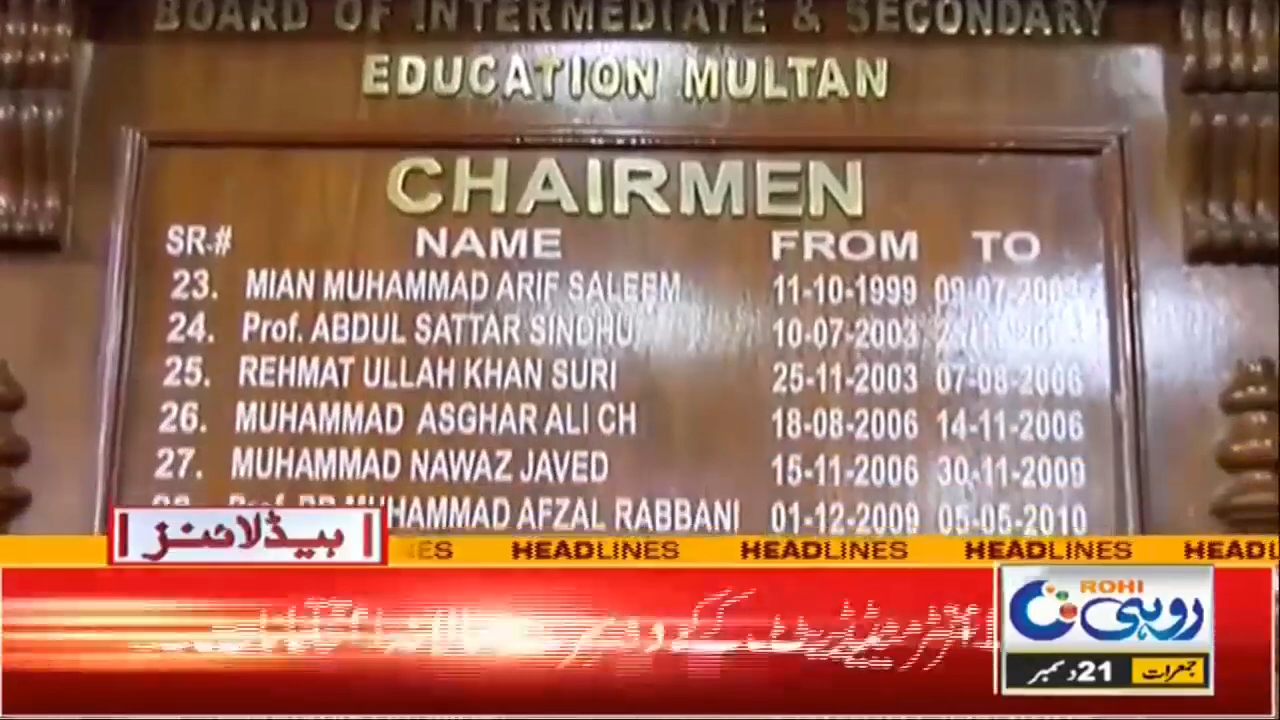 BOARD OF INTERMEDIATE & SECONDARY
EDUCATION MULTAN
CHAIRMEN
SR.# NAME FROM TO
23. MIAN MUHAMMAD ARIF SALEEM 11-10-1999
24. Prof. ABDUL SATTAR SINDHU 10-07-2003
25. REHMAT ULLAH KHAN SURI 25-11-2003 07-08-2006
26. MUHAMMAD ASGHAR ALI CH 18-08-2006 14-11-2006
27. MUHAMMAD NAWAZ JAVED 15-11-2006 30-11-2009
MUHAMMAD AFZAL RABBANI 01-12-2009 05-05-2010
ہیڈلائنز
HEADLINES HEADLINES HEADLINES
ROHI
روہی
جمعرات 21 دسمبر